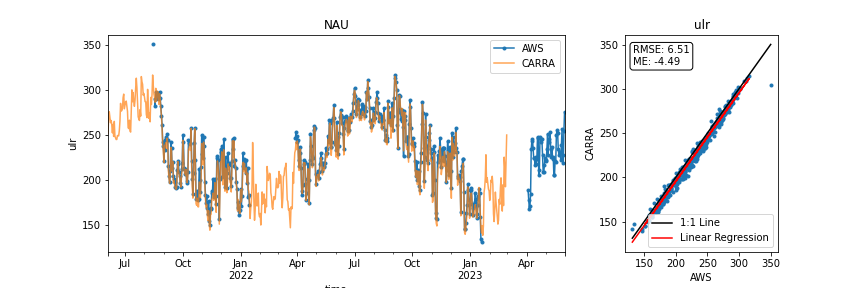 NAU
350
300
250
200
150
ulr
AWS
CARRA
Jul
Oct
Jan
2022
Apr
Jul
Oct
Jan
2023
Apr
time
ulr
RMSE: 6.51
ME: -4.49
350
300
250
200
150
CARRA
1:1 Line
Linear Regression
150
200
250
300
350
AWS